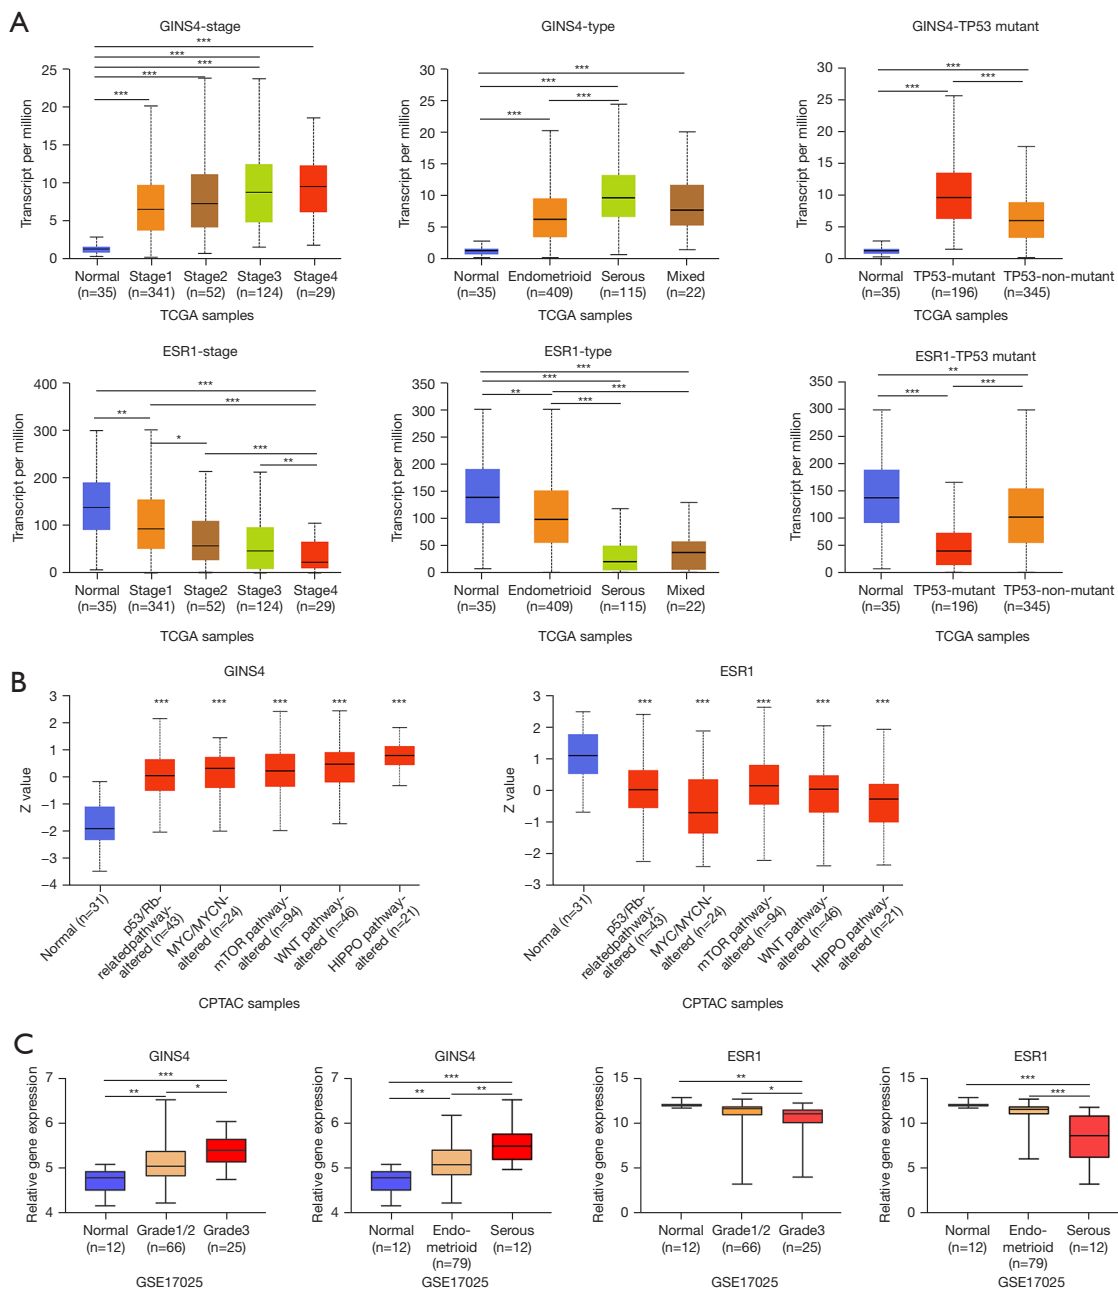 A
GINS4-stage
***
***
***
***
***
Transcript per million
25
20
15
10
5
0
Normal (n=35)
Stage1 (n=341)
Stage2 (n=52)
Stage3 (n=124)
Stage4 (n=29)
TCGA samples
GINS4-type
***
***
***
***
Transcript per million
30
25
20
15
10
5
0
Normal (n=35)
Endometrioid (n=409)
Serous (n=115)
Mixed (n=22)
TCGA samples
GINS4-TP53 mutant
***
***
***
Transcript per million
30
25
20
15
10
5
0
Normal (n=35)
TP53-mutant (n=196)
TP53-non-mutant (n=345)
TCGA samples
ESR1-stage
***
***
**
*
***
**
Transcript per million
400
300
200
100
0
Normal (n=35)
Stage1 (n=341)
Stage2 (n=52)
Stage3 (n=124)
Stage4 (n=29)
TCGA samples
ESR1-type
***
***
**
***
***
Transcript per million
350
300
250
200
150
100
50
0
Normal (n=35)
Endometrioid (n=409)
Serous (n=115)
Mixed (n=22)
TCGA samples
ESR1-TP53 mutant
**
***
***
Transcript per million
350
300
250
200
150
100
50
0
Normal (n=35)
TP53-mutant (n=196)
TP53-non-mutant (n=345)
TCGA samples
B
GINS4
*** *** *** *** ***
Z value
3
2
1
0
−1
−2
−3
−4
Normal (n=31)
p53/Rb-
relatedpathway-
altered (n=43)
MYC/MYCN-
altered (n=24)
mTOR pathway-
altered (n=94)
WNT pathway-
altered (n=46)
HIPPO pathway-
altered (n=21)
CPTAC samples
ESR1
*** *** *** *** ***
Z value
3
2
1
0
−1
−2
−3
Normal (n=31)
p53/Rb-
relatedpathway-
altered (n=43)
MYC/MYCN-
altered (n=24)
mTOR pathway-
altered (n=94)
WNT pathway-
altered (n=46)
HIPPO pathway-
altered (n=21)
CPTAC samples
C
GINS4
***
**
*
Relative gene expression
7
6
5
4
Normal (n=12)
Grade1/2 (n=66)
Grade3 (n=25)
GSE17025
GINS4
***
**
**
Relative gene expression
7
6
5
4
Normal (n=12)
Endo-
metrioid
(n=79)
Serous (n=12)
GSE17025
ESR1
**
*
Relative gene expression
15
10
5
0
Normal (n=12)
Grade1/2 (n=66)
Grade3 (n=25)
GSE17025
ESR1
***
***
Relative gene expression
15
10
5
0
Normal (n=12)
Endo-
metrioid
(n=79)
Serous (n=12)
GSE17025